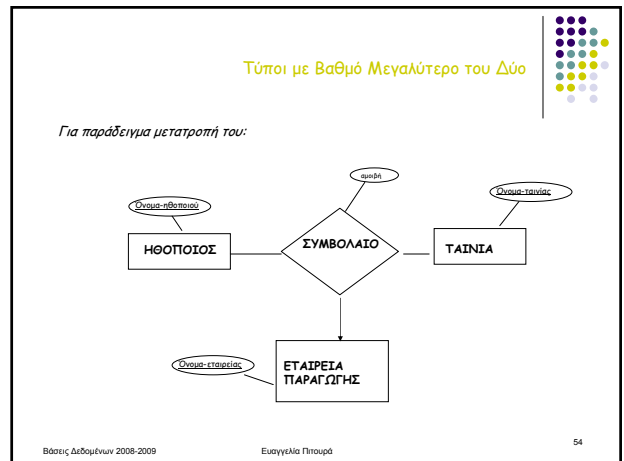 Τύποι με Βαθμό Μεγαλύτερο του Δύο
Για παράδειγμα μετατροπή του:
αμοιβή
Όνομα-ηθοποιού
Όνομα-ταινίας
ΗΘΟΠΟΙΟΣ
ΣΥΜΒΟΛΑΙΟ
ΤΑΙΝΙΑ
Όνομα-εταιρείας
ΕΤΑΙΡΕΙΑ
ΠΑΡΑΓΩΓΗΣ
Βάσεις Δεδομένων 2008-2009
Ευαγγελία Πιτουρά
54